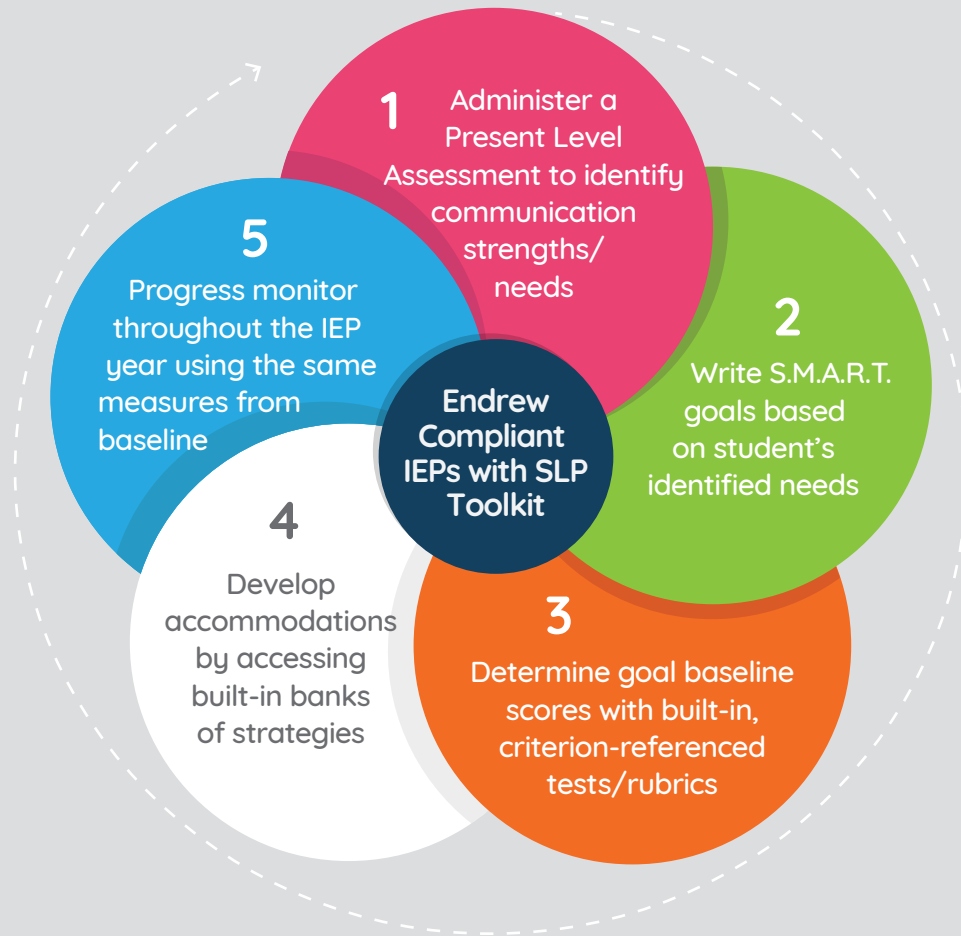 1
Administer a
Present Level
Assessment to identify
communication
strengths/
needs
2
Write S.M.A.R.T.
goals based
on student's
identified needs
3
Determine goal baseline
scores with built-in,
criterion-referenced
tests/rubrics
4
Develop
accommodations
by accessing
built-in banks
of strategies
5
Progress monitor
throughout the IEP
year using the same
measures from
baseline
Endrew
Compliant
IEPs with SLP
Toolkit